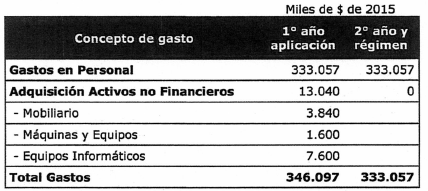 Miles de $ de 2015
Concepto de gasto 1° año aplicación 2° año y régimen
Gastos en Personal 333.057 333.057
Adquisición Activos no Financieros 13.040 0
- Mobiliario 3.840
- Máquinas y Equipos 1.600
- Equipos Informáticos 7.600
Total Gastos 346.097 333.057